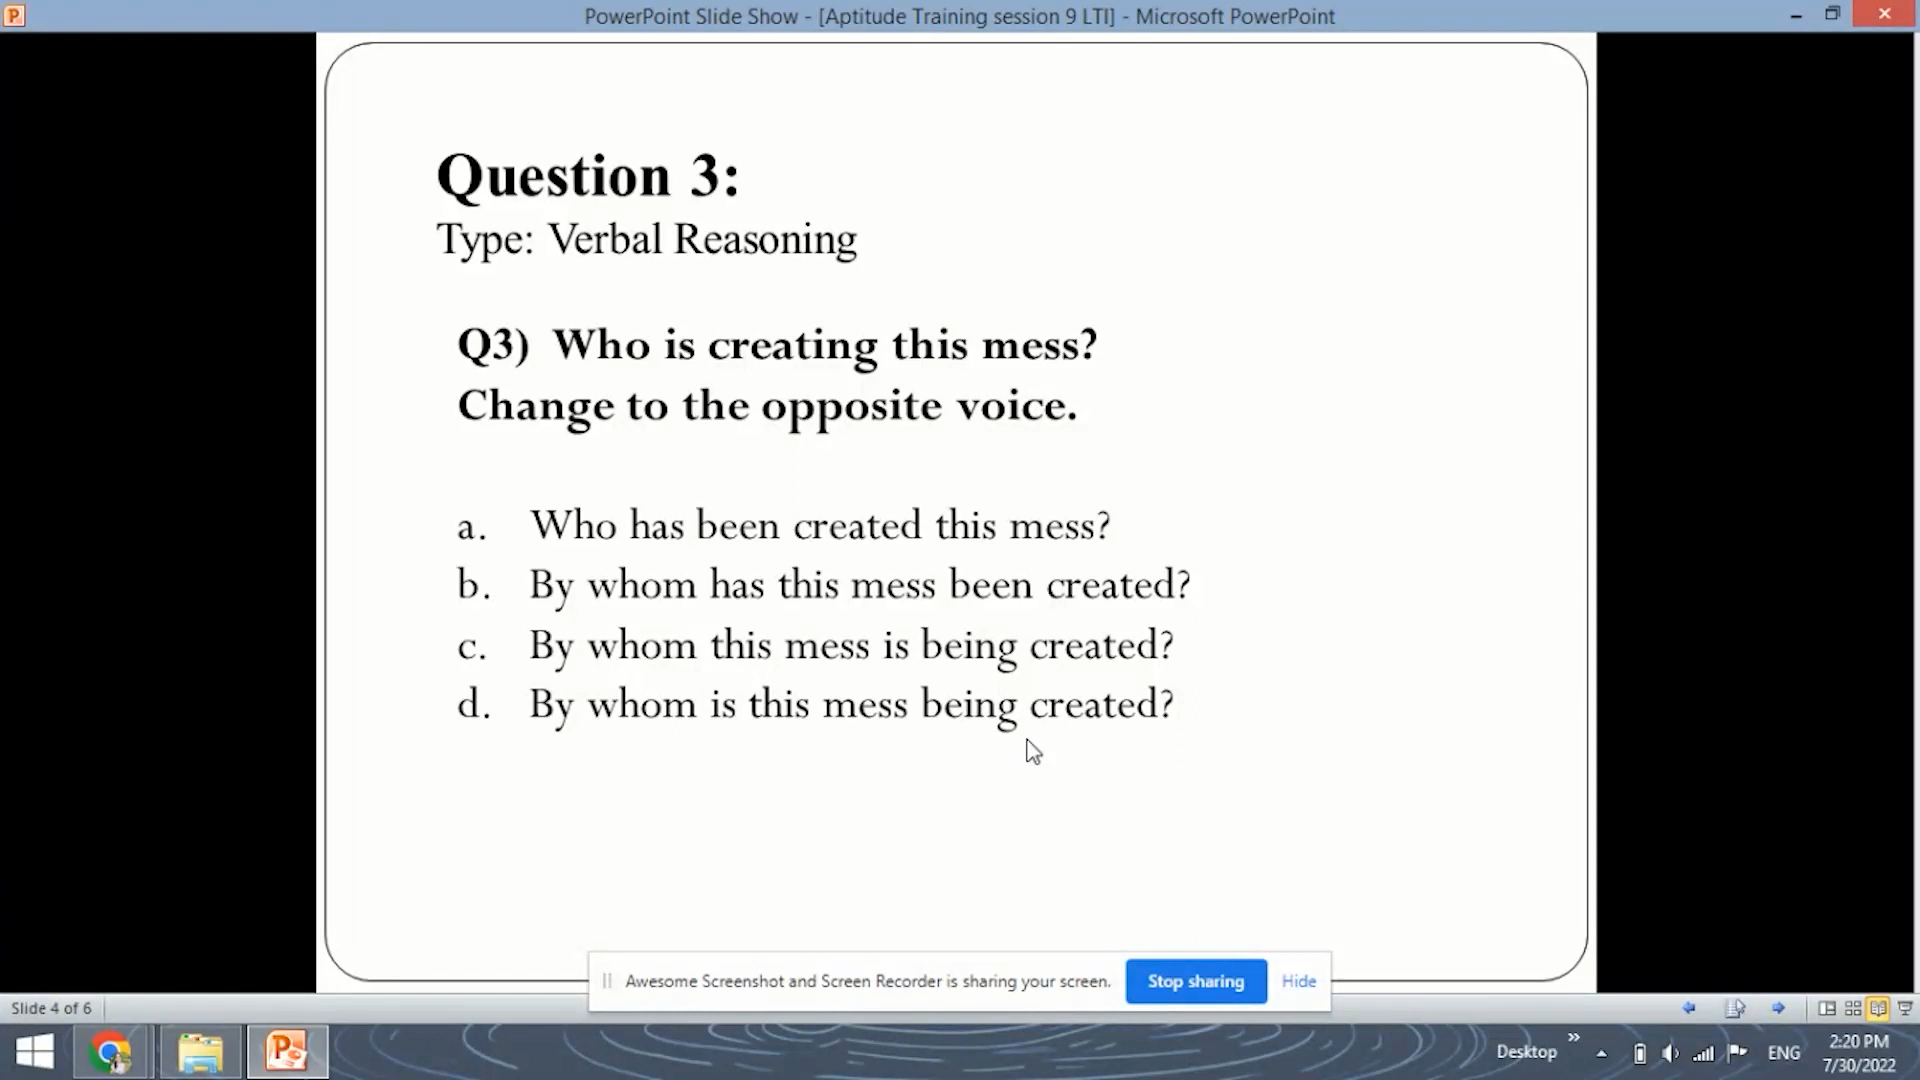 PowerPoint Slide Show - [Aptitude Training session 9 LTI] - Microsoft PowerPoint
Question 3:
Type: Verbal Reasoning
Q3) Who is creating this mess?
Change to the opposite voice.
a. Who has been created this mess?
b. By whom has this mess been created?
c. By whom this mess is being created?
d. By whom is this mess being created?
Awesome Screenshot and Screen Recorder is sharing your screen. Stop sharing Hide
Slide 4 of 6
Desktop ENG 2:20 PM
7/30/2022